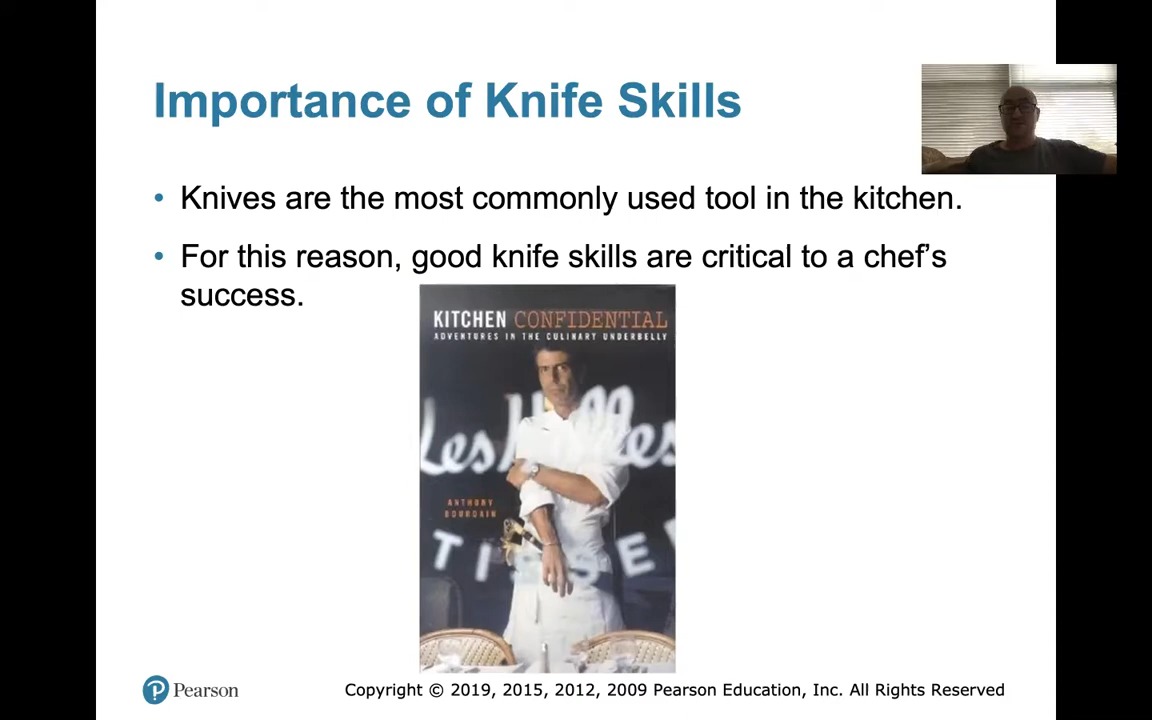 Importance of Knife Skills
• Knives are the most commonly used tool in the kitchen.
• For this reason, good knife skills are critical to a chef's
success.
KITCHEN CONFIDENTIAL
ADVENTURES IN THE CULINARY UNDERBELLY
Les Halles
ANTHONY
BOURDAIN
Pearson
Copyright © 2019, 2015, 2012, 2009 Pearson Education, Inc. All Rights Reserved